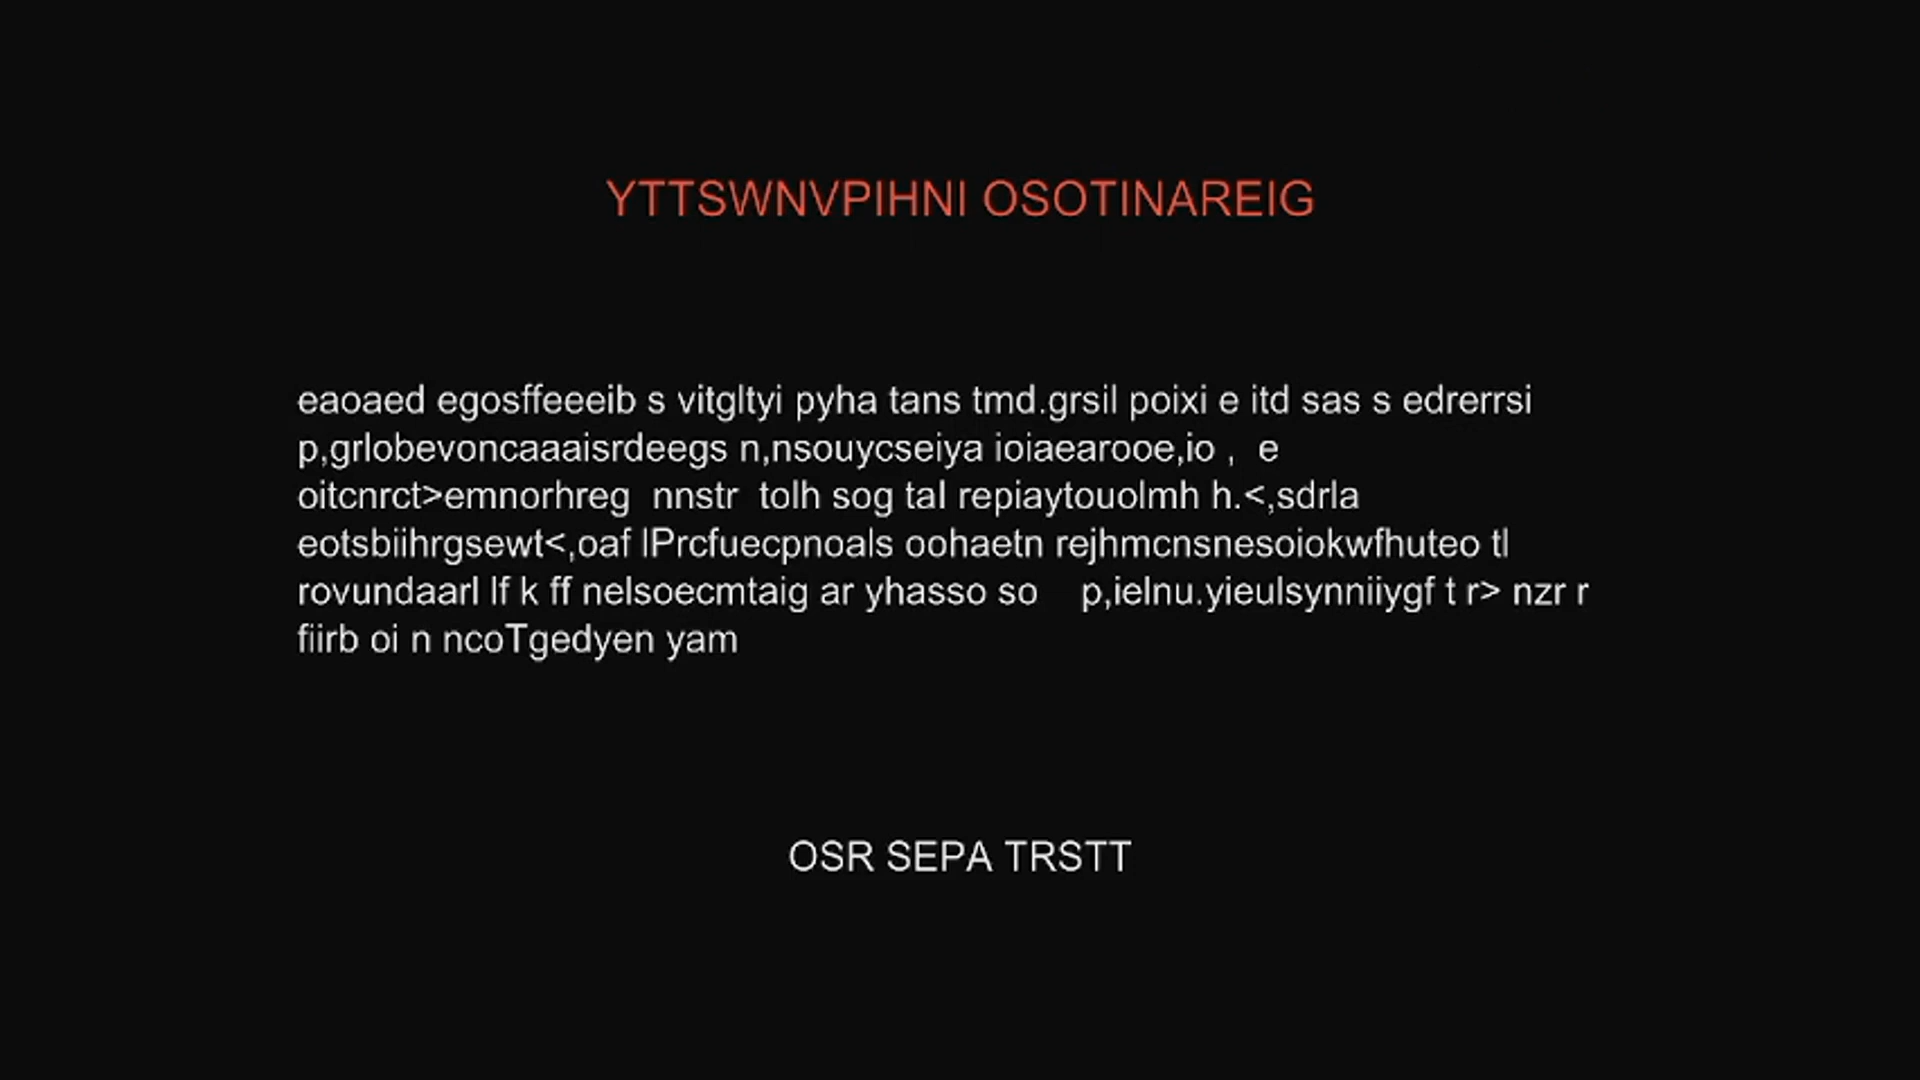 YTTSWNVPIHNI OSOTINAREIG
eaoaed egosffeeeib s vitgltyi pyha tans tmd.grsil poixi e itd sas s edrerrsi
p,grlobevoncaaaisrdeegs n,nsouycseiya ioiaearooe,io ,  e
oitcnrct>emnorhreg  nnstr  tolh sog tal repiaytouolmh h.<,sdrla
eotsbiihrgsewt<,oaf lPrcfuecpnoals oohaetn rejhmcnsnesoiokwfhuteo tl
rovundaarl lf k ff nelsoecmtaig ar yhasso so    p,ielnu.yieulsynniiygf t r> nzr r
fiirb oi n ncoTgedyen yam
OSR SEPA TRSTT